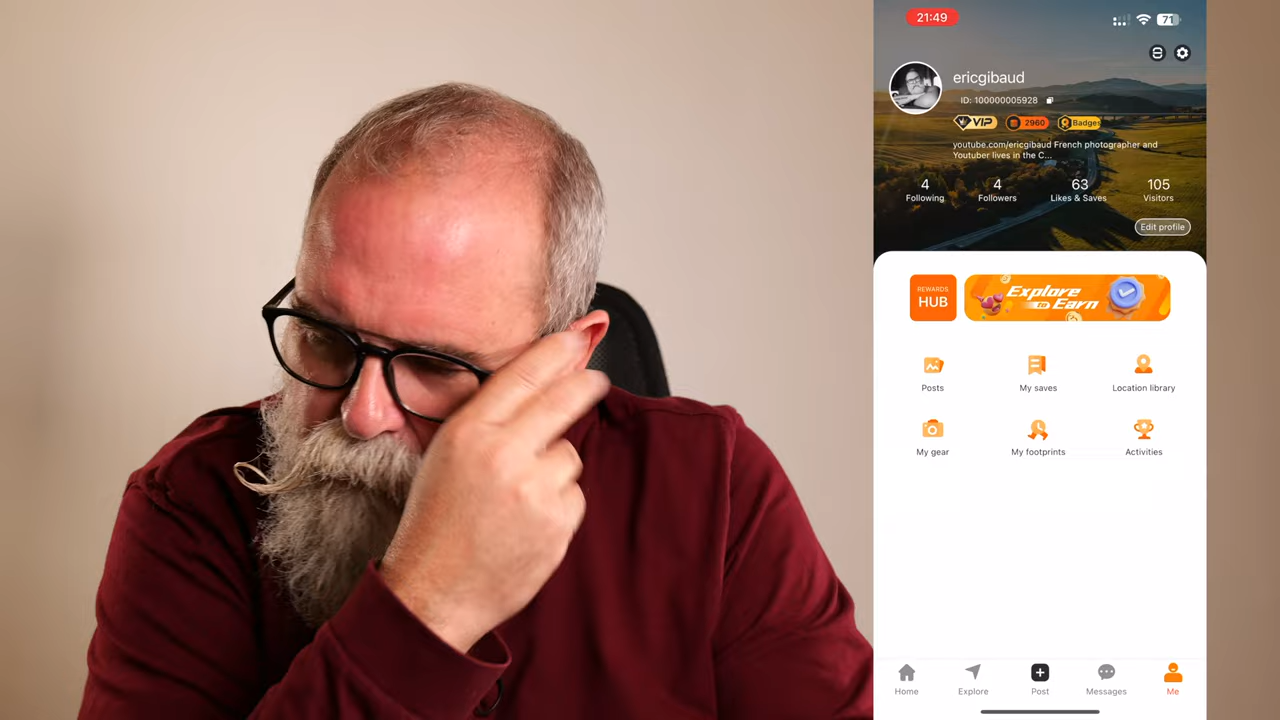 21:49
71
ericgibaud
ID: 100000005928
VIP
2960
Badges
youtube.com/ericgibaud French photographer and
Youtuber lives in the C...
4
Following
4
Followers
63
Likes & Saves
105
Visitors
Edit profile
REWARDS
HUB
Explore
to Earn
Posts
My saves
Location library
My gear
My footprints
Activities
Home
Explore
Post
Messages
Me